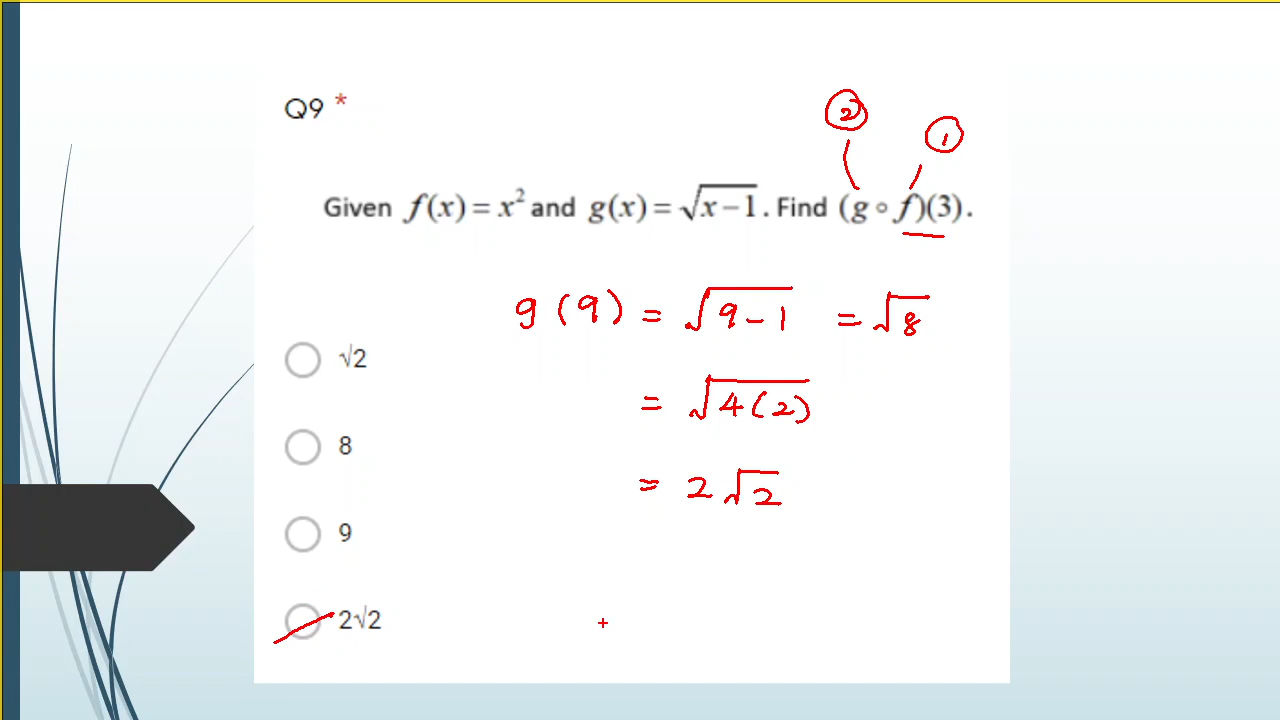 Q9 *
② ①
Given f(x) = x² and g(x) = √(x−1). Find (g ∘ f)(3).
g(9) = √(9−1) = √8
√2
= √(4(2))
8
= 2√2
9
2√2